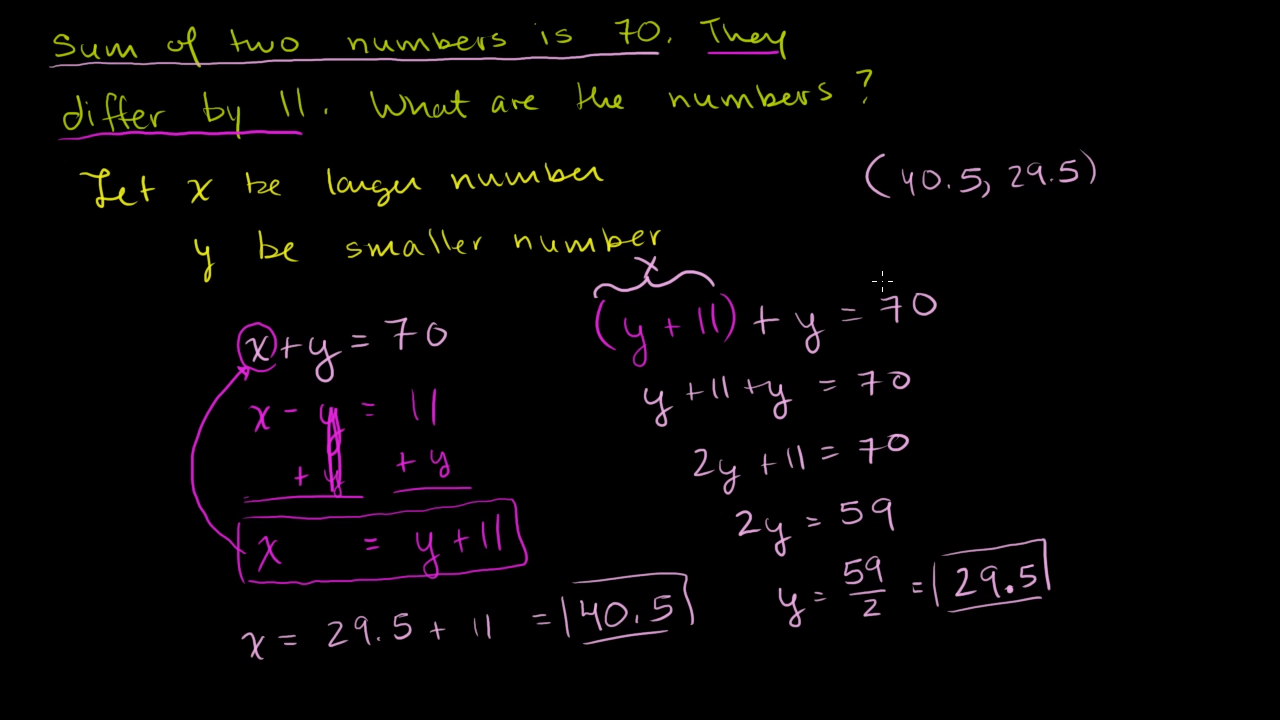 Sum of two numbers is 70. They
differ by 11. What are the numbers?
Let x be larger number
y be smaller number
(40.5, 29.5)
x + y = 70
x - y = 11
+ y + y
x = y + 11
x = 29.5 + 11 = 40.5
x
(y + 11) + y = 70
y + 11 + y = 70
2y + 11 = 70
2y = 59
y = 59/2 = 29.5